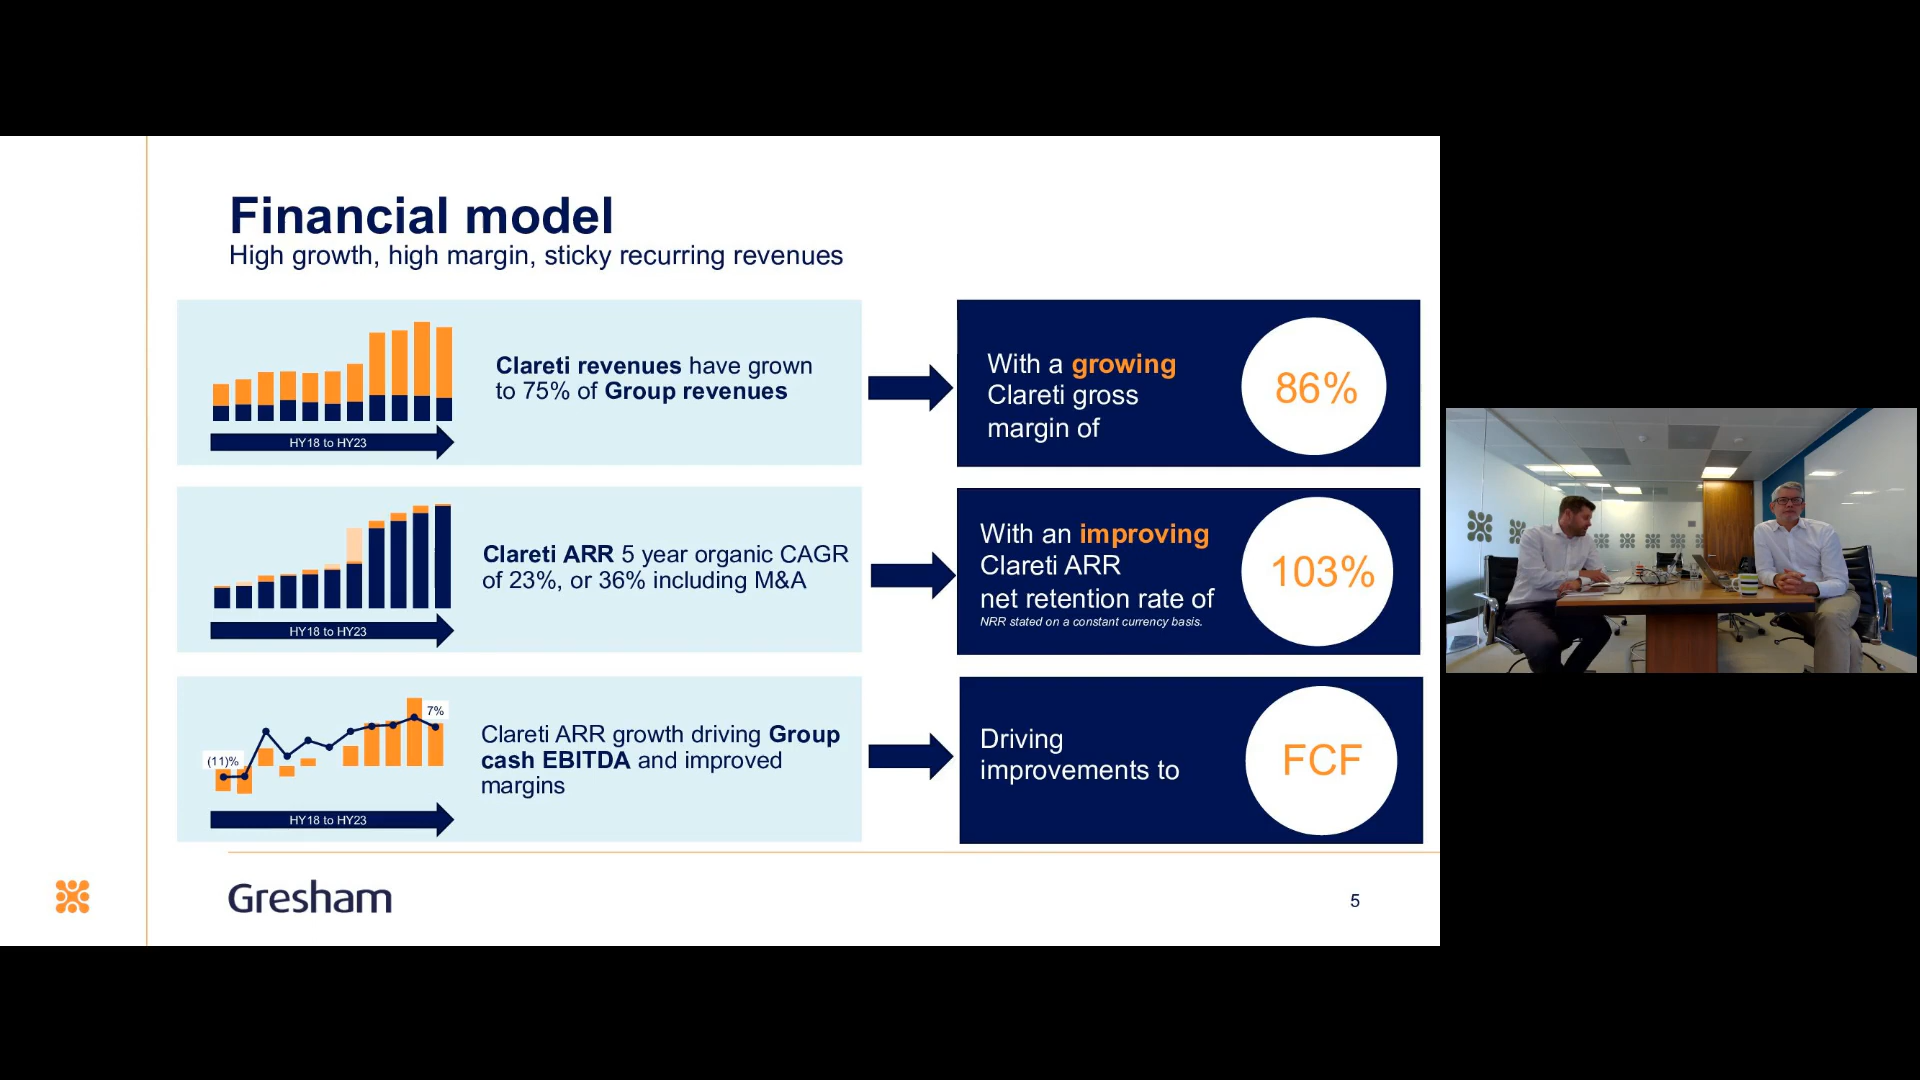 Financial model
High growth, high margin, sticky recurring revenues
Clareti revenues have grown
to 75% of Group revenues
HY18 to HY23
With a growing
Clareti gross
margin of
86%
Clareti ARR 5 year organic CAGR
of 23%, or 36% including M&A
HY18 to HY23
With an improving
Clareti ARR
net retention rate of
NRR stated on a constant currency basis.
103%
(11)%
7%
Clareti ARR growth driving Group
cash EBITDA and improved
margins
HY18 to HY23
Driving
improvements to
FCF
Gresham
5